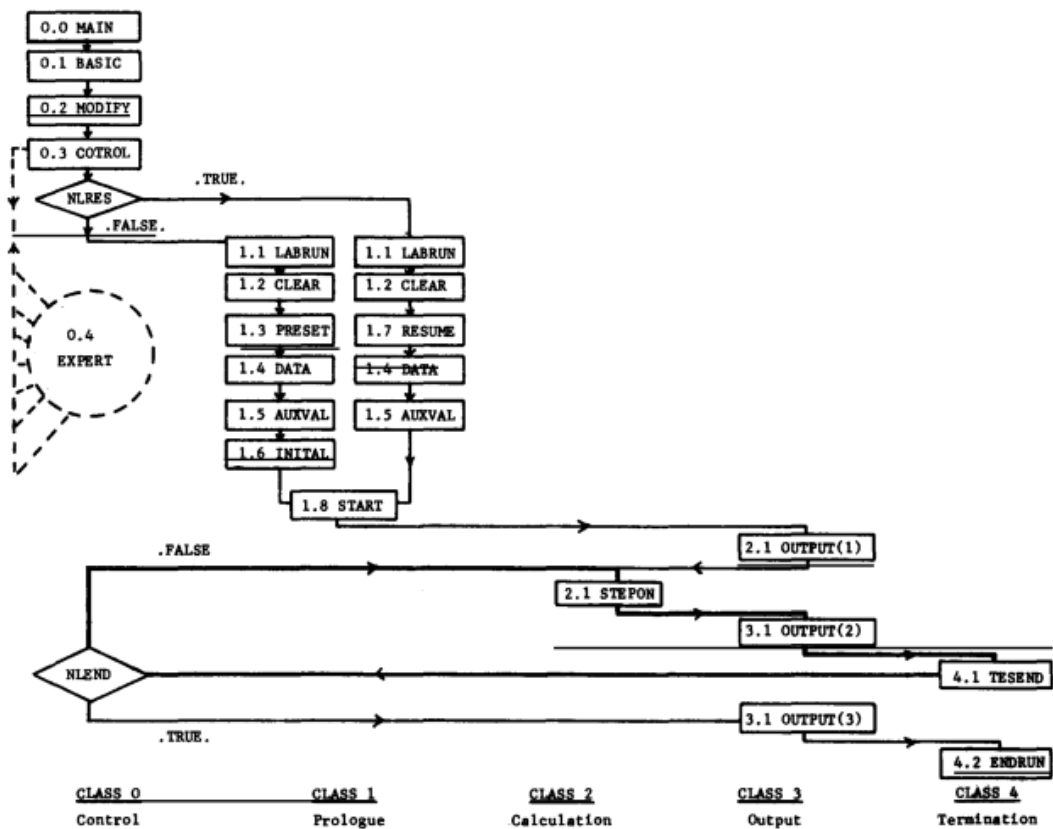 0.0 MAIN
0.1 BASIC
0.2 MODIFY
0.3 COTROL
NLRES
.TRUE.
.FALSE.
1.1 LABRUN
1.1 LABRUN
1.2 CLEAR
1.2 CLEAR
0.4
EXPERT
1.3 PRESET
1.7 RESUME
1.4 DATA
1.4 DATA
1.5 AUXVAL
1.5 AUXVAL
1.6 INITAL
1.8 START
2.1 OUTPUT(1)
.FALSE
2.1 STEPON
3.1 OUTPUT(2)
NLEND
4.1 TESEND
3.1 OUTPUT(3)
.TRUE.
4.2 ENDRUN
CLASS 0 CLASS 1 CLASS 2 CLASS 3 CLASS 4
Control Prologue Calculation Output Termination